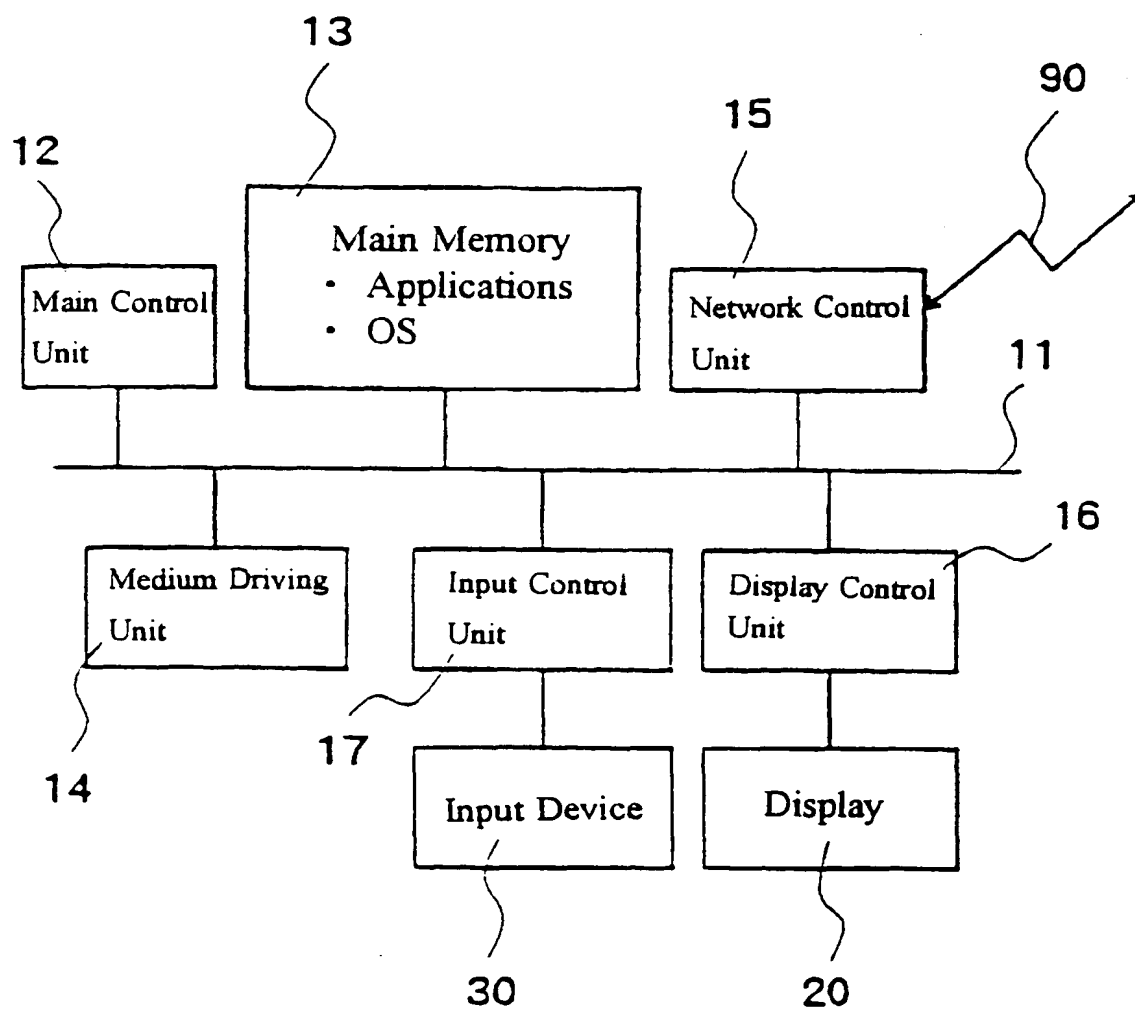 13
90
15
12
Main Memory
・ Applications
・ OS
Main Control
Unit
Network Control
Unit
11
16
Medium Driving
Unit
Input Control
Unit
Display Control
Unit
17
14
Input Device
Display
30
20